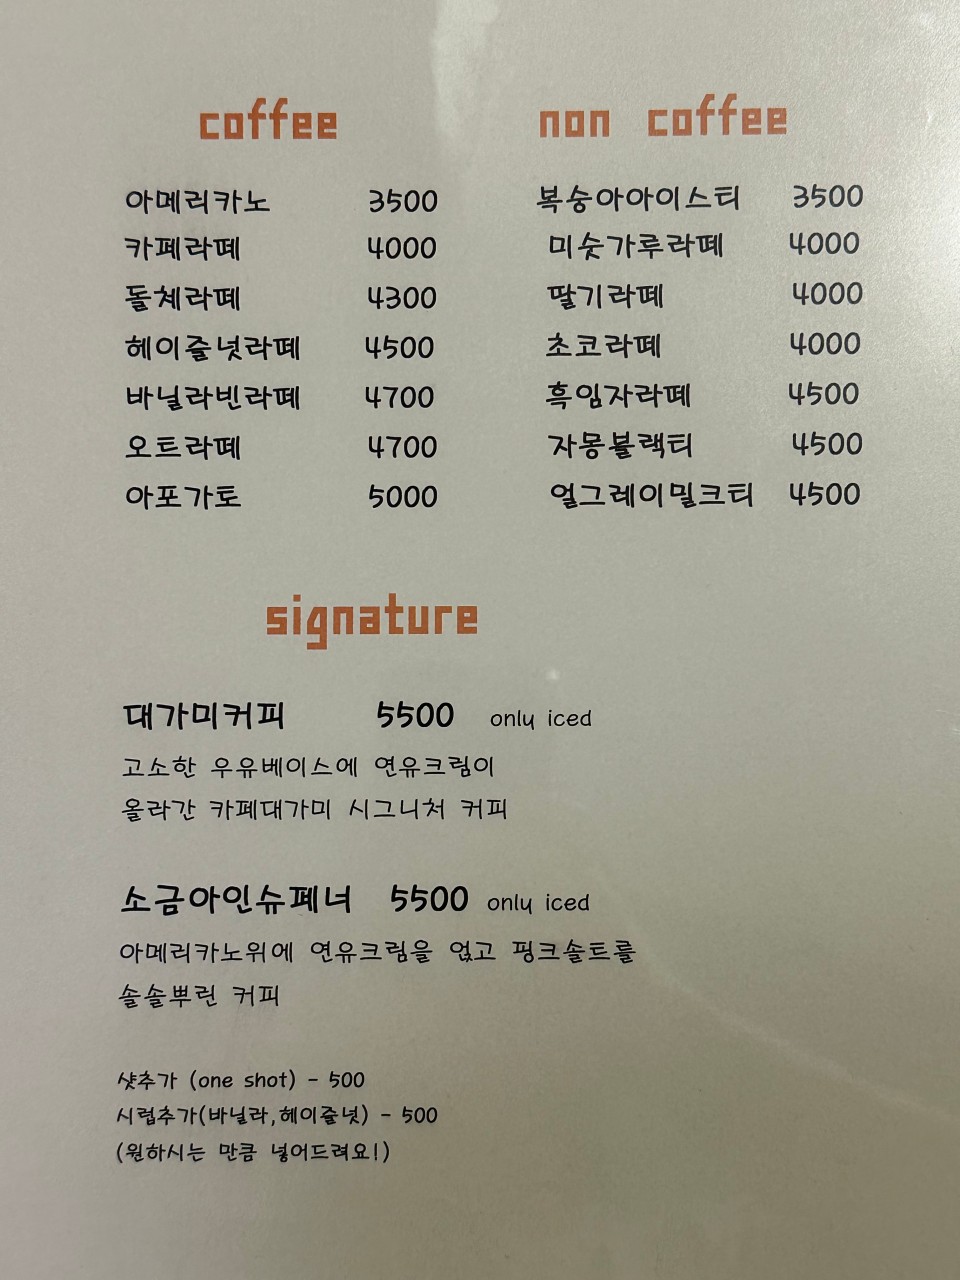 coffee
아메리카노 3500
카페라떼 4000
돌체라떼 4300
헤이즐넛라떼 4500
바닐라빈라떼 4700
오트라떼 4700
아포가토 5000
non coffee
복숭아아이스티 3500
미숫가루라떼 4000
딸기라떼 4000
초코라떼 4000
흑임자라떼 4500
자몽블랙티 4500
얼그레이밀크티 4500
signature
대가미커피 5500 only iced
고소한 우유베이스에 연유크림이
올라간 카페대가미 시그니처 커피
소금아인슈페너 5500 only iced
아메리카노위에 연유크림을 얹고 핑크솔트를
솔솔뿌린 커피
샷추가 (one shot) - 500
시럽추가(바닐라,헤이즐넛) - 500
(원하시는 만큼 넣어드려요!)